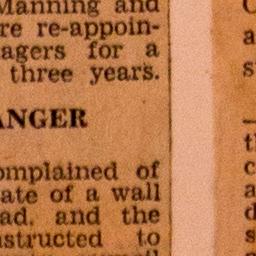 Manning and
re re-appoin-
agers for a
three years.
ANGER
omplained of
ate of a wall
ad. and the
nstructed to